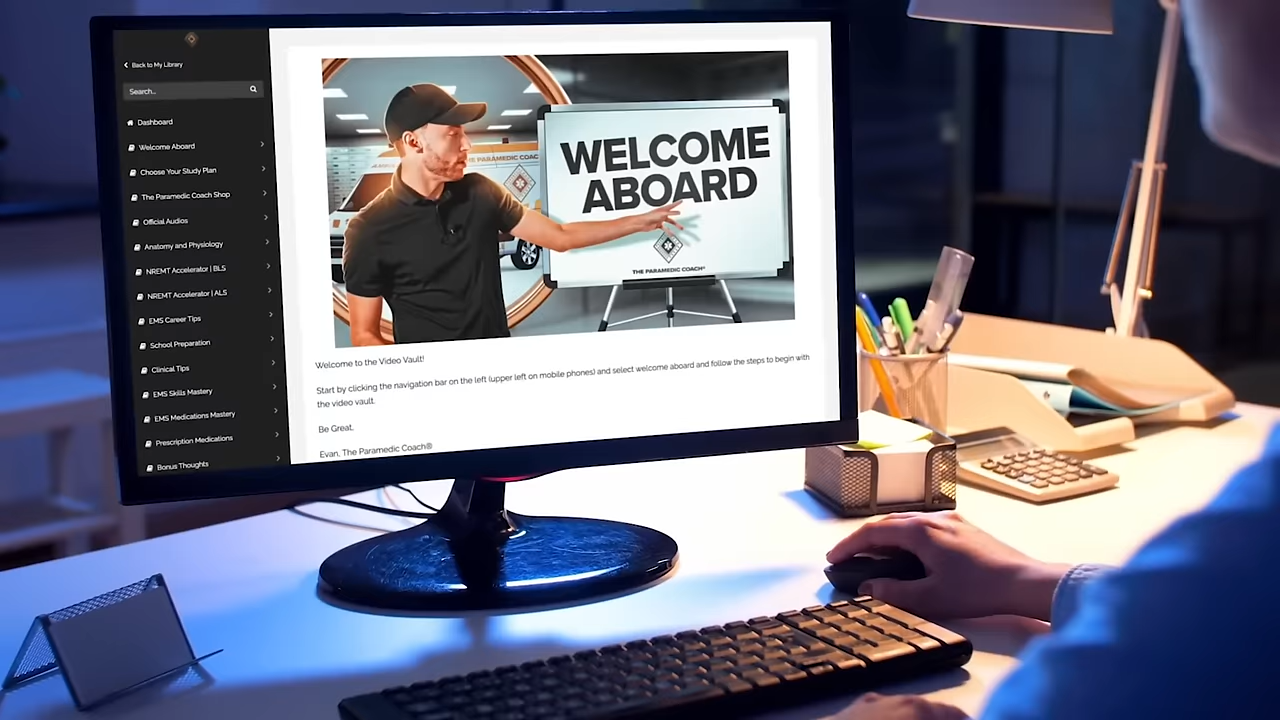 Back to My Library
Search...
Dashboard
Welcome Aboard
Choose Your Study Plan
The Paramedic Coach Shop
Official Audios
Anatomy and Physiology
NREMT Accelerator | BLS
NREMT Accelerator | ALS
EMS Career Tips
School Preparation
Clinical Tips
EMS Skills Mastery
EMS Medications Mastery
Prescription Medications
Bonus Thoughts
THE PARAMEDIC COAC
WELCOME
ABOARD
THE PARAMEDIC COACH®
Welcome to the Video Vault!
Start by clicking the navigation bar on the left (upper left on mobile phones) and select welcome aboard and follow the steps to begin with
the video vault.
Be Great,
Evan, The Paramedic Coach®